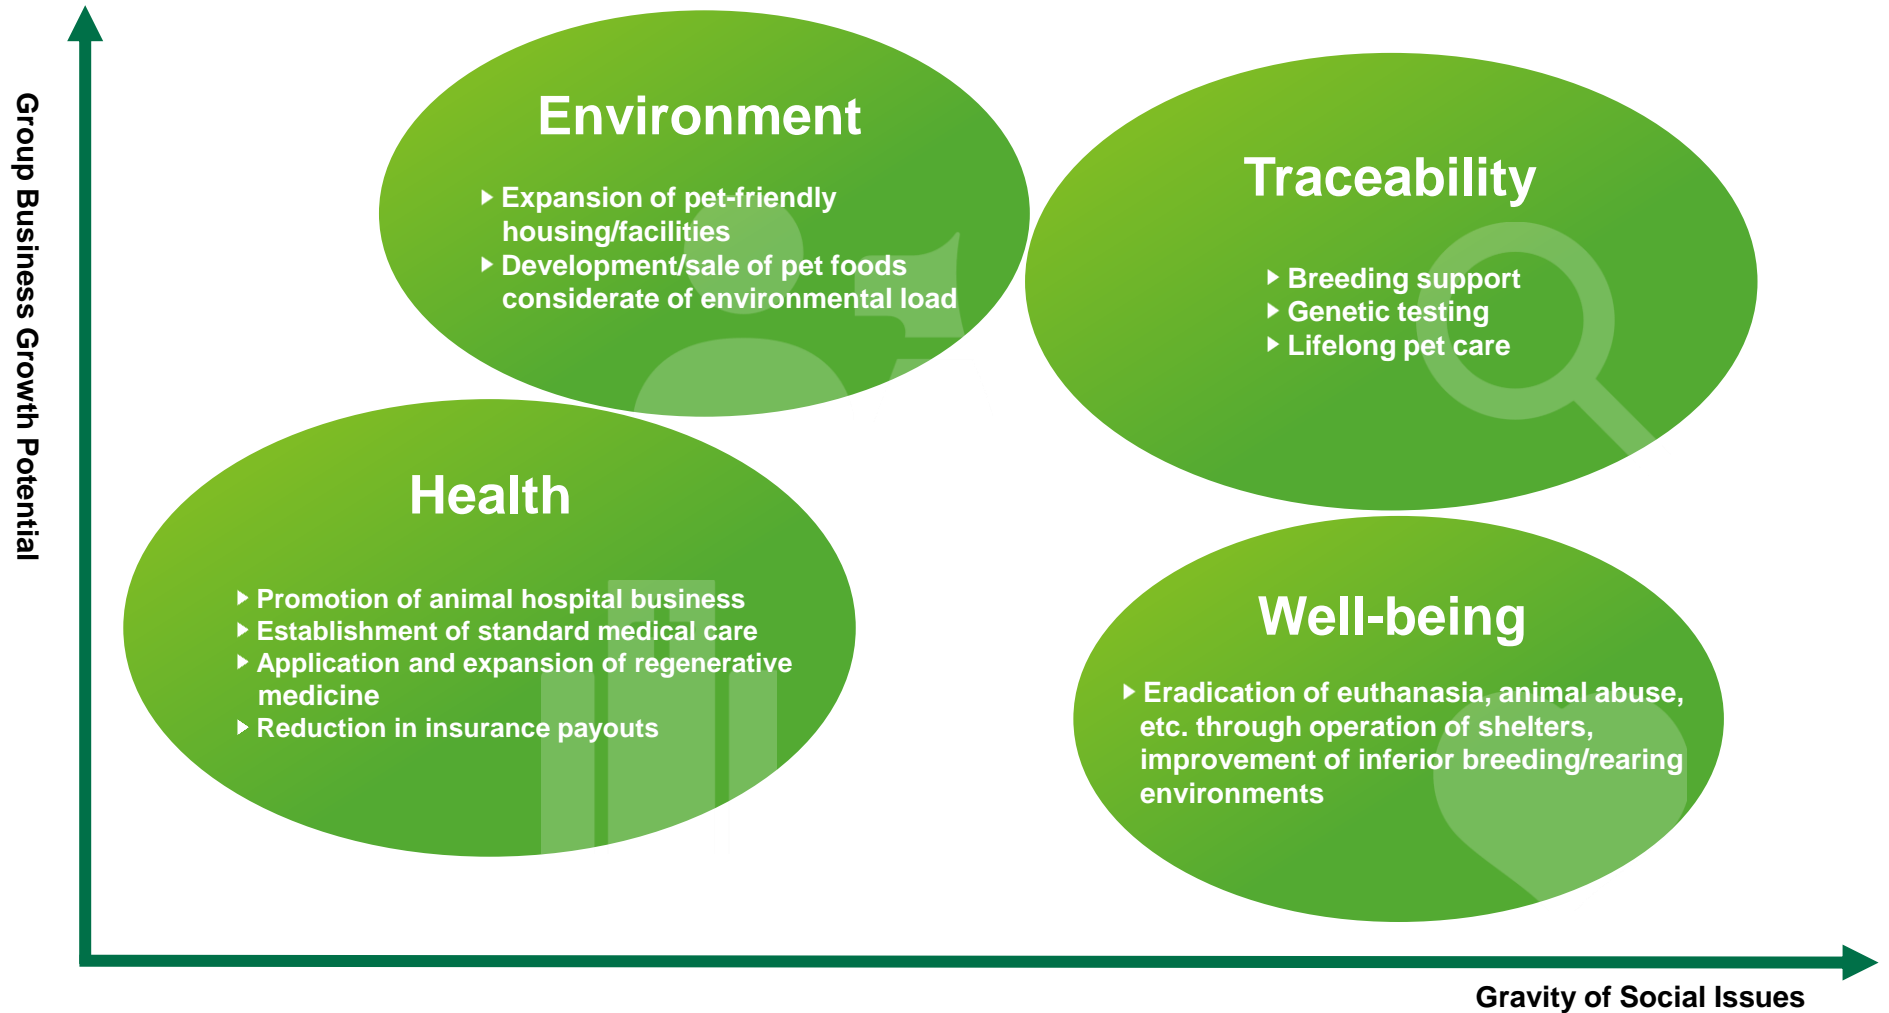 Group Business Growth Potential
Environment
Expansion of pet-friendly
housing/facilities
Development/sale of pet foods
considerate of environmental load
Traceability
Breeding support
Genetic testing
Lifelong pet care
Health
Promotion of animal hospital business
Establishment of standard medical care
Application and expansion of regenerative
medicine
Reduction in insurance payouts
Well-being
Eradication of euthanasia, animal abuse,
etc. through operation of shelters,
improvement of inferior breeding/rearing
environments
Gravity of Social Issues